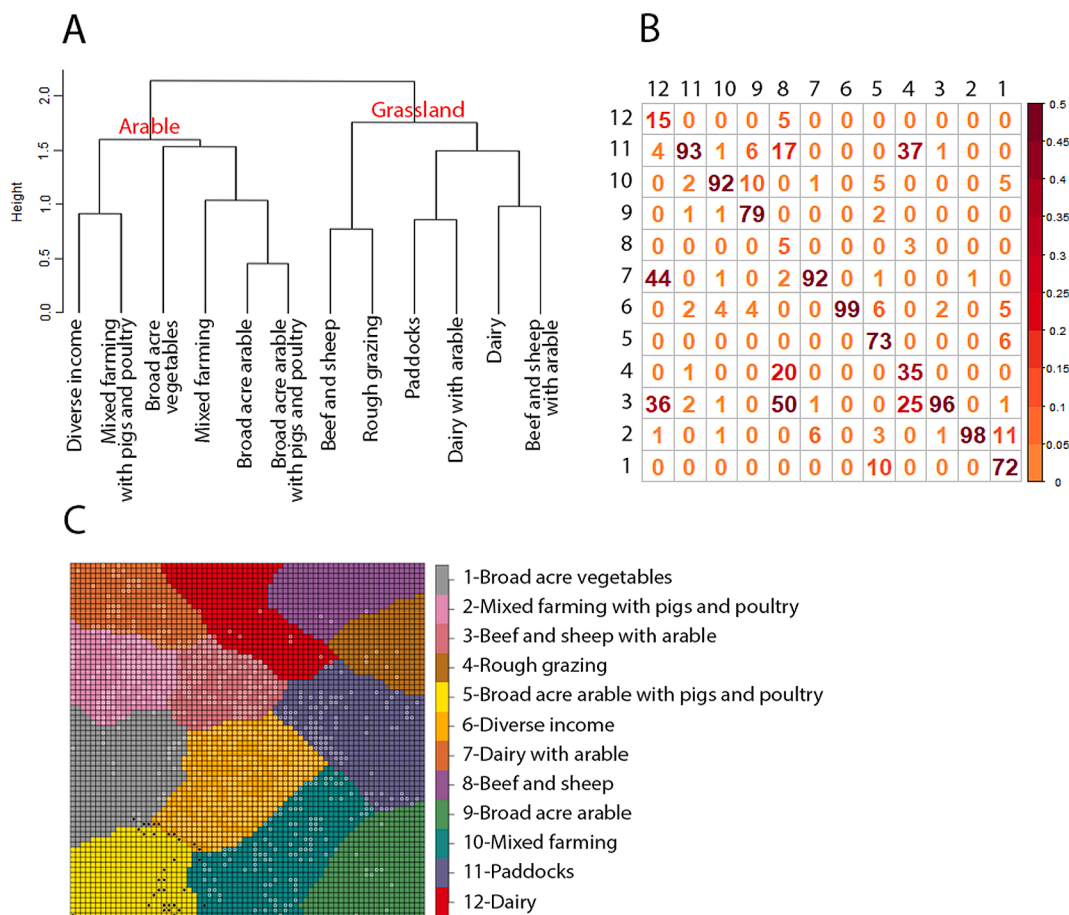 A
B
Height
0.0
0.5
1.0
1.5
2.0
Arable
Grassland
Diverse income
Mixed farming
with pigs and poultry
Broad acre
vegetables
Mixed farming
Broad acre arable
Broad acre arable
with pigs and poultry
Beef and sheep
Rough grazing
Paddocks
Dairy with arable
Dairy
Beef and sheep
with arable
12 11 10 9 8 7 6 5 4 3 2 1
12 15 0 0 0 5 0 0 0 0 0 0 0
11 4 93 1 6 17 0 0 0 37 1 0 0
10 0 2 92 10 0 1 0 5 0 0 0 5
9 0 1 1 79 0 0 0 2 0 0 0 0
8 0 0 0 0 5 0 0 0 3 0 0 0
7 44 0 1 0 2 92 0 1 0 0 1 0
6 0 2 4 4 0 0 99 6 0 2 0 5
5 0 0 0 0 0 0 0 73 0 0 0 6
4 0 1 0 0 20 0 0 0 35 0 0 0
3 36 2 1 0 50 1 0 0 25 96 0 1
2 1 0 1 0 0 6 0 3 0 1 98 11
1 0 0 0 0 0 0 0 10 0 0 0 72
0.5
0.45
0.4
0.35
0.3
0.25
0.2
0.15
0.1
0.05
0
C
1-Broad acre vegetables
2-Mixed farming with pigs and poultry
3-Beef and sheep with arable
4-Rough grazing
5-Broad acre arable with pigs and poultry
6-Diverse income
7-Dairy with arable
8-Beef and sheep
9-Broad acre arable
10-Mixed farming
11-Paddocks
12-Dairy